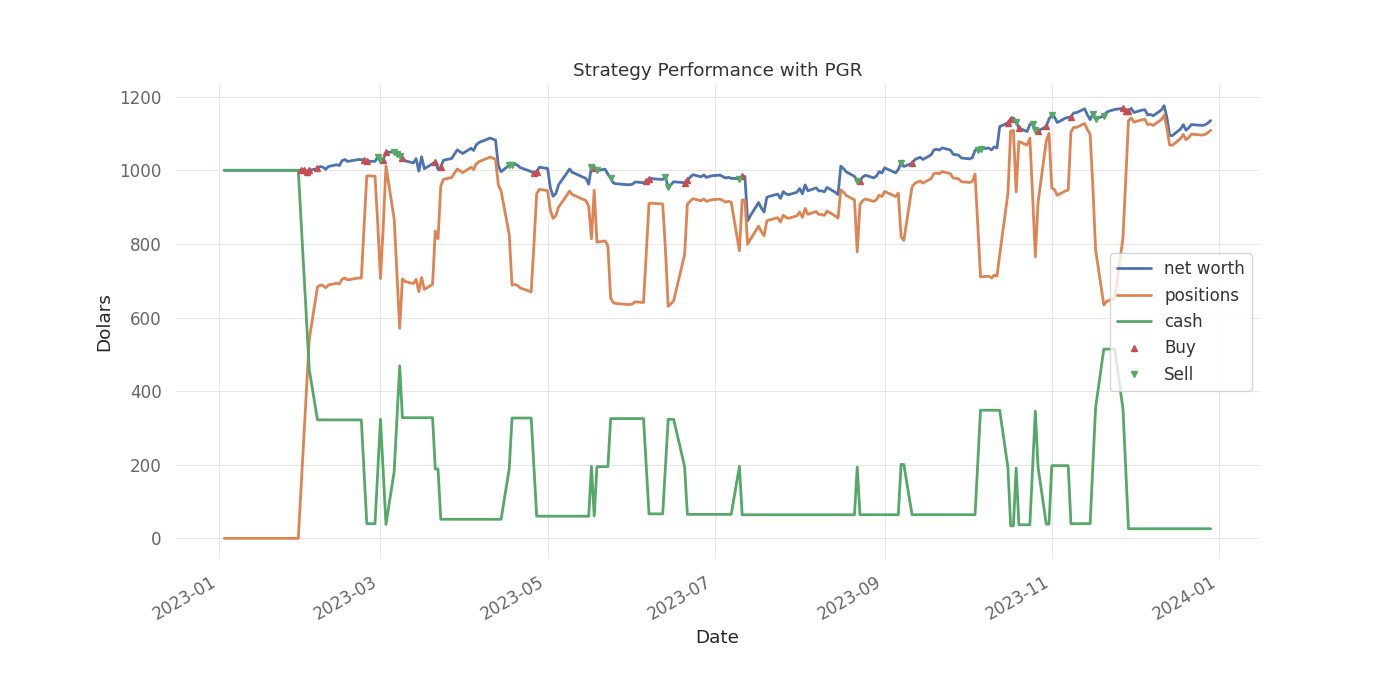 Strategy Performance with PGR
1200
1000
800
600
400
200
0
Dolars
net worth
positions
cash
Buy
Sell
2023-01
2023-03
2023-05
2023-07
2023-09
2023-11
2024-01
Date